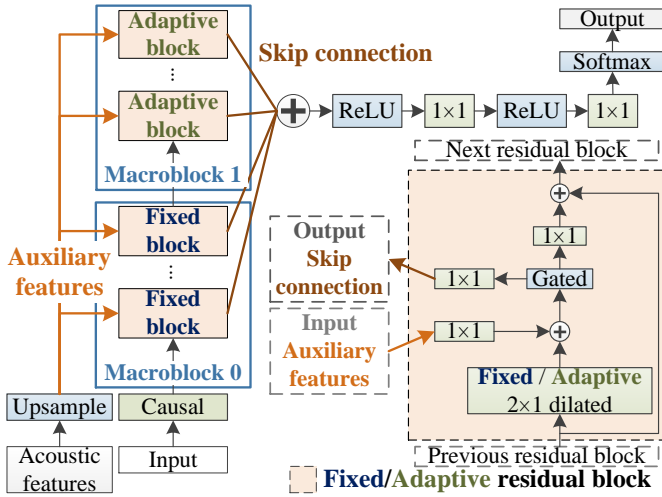 Adaptive
block
...
Adaptive
block
Macroblock 1
Fixed
block
...
Fixed
block
Macroblock 0
Auxiliary
features
Upsample
Causal
Acoustic
features
Input
Skip connection
+
ReLU
1×1
ReLU
1×1
Softmax
Output
Next residual block
+
1×1
Output
Skip
connection
1×1
Gated
Input
Auxiliary
features
1×1
+
Fixed / Adaptive
2×1 dilated
Previous residual block
Fixed/Adaptive residual block